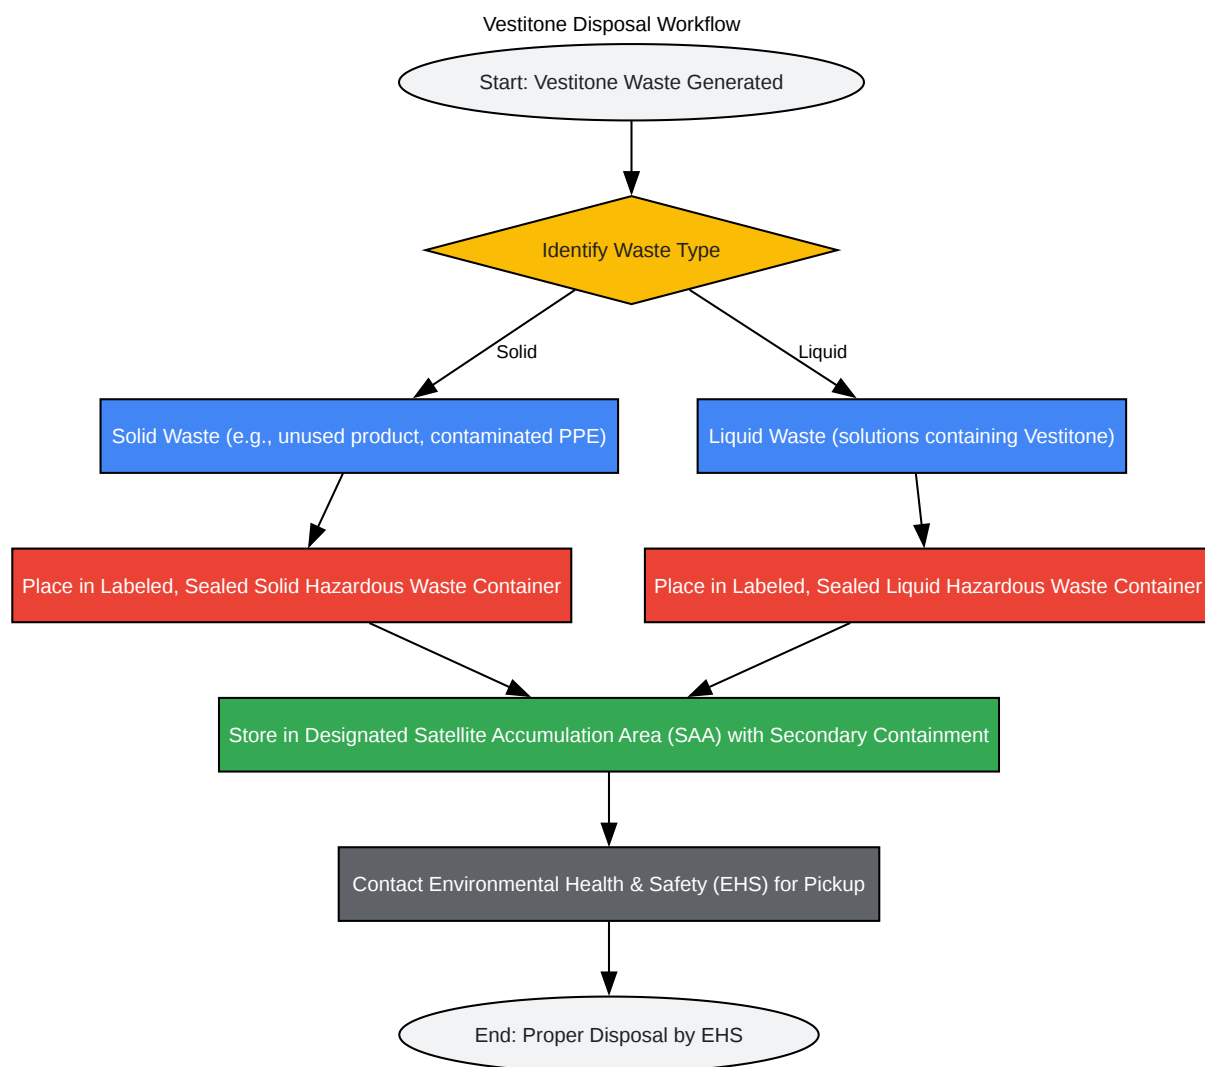 Vestitone Disposal Workflow
Start: Vestitone Waste Generated
Identify Waste Type
Solid
Liquid
Solid Waste (e.g., unused product, contaminated PPE)
Liquid Waste (solutions containing Vestitone)
Place in Labeled, Sealed Solid Hazardous Waste Container
Place in Labeled, Sealed Liquid Hazardous Waste Container
Store in Designated Satellite Accumulation Area (SAA) with Secondary Containment
Contact Environmental Health & Safety (EHS) for Pickup
End: Proper Disposal by EHS